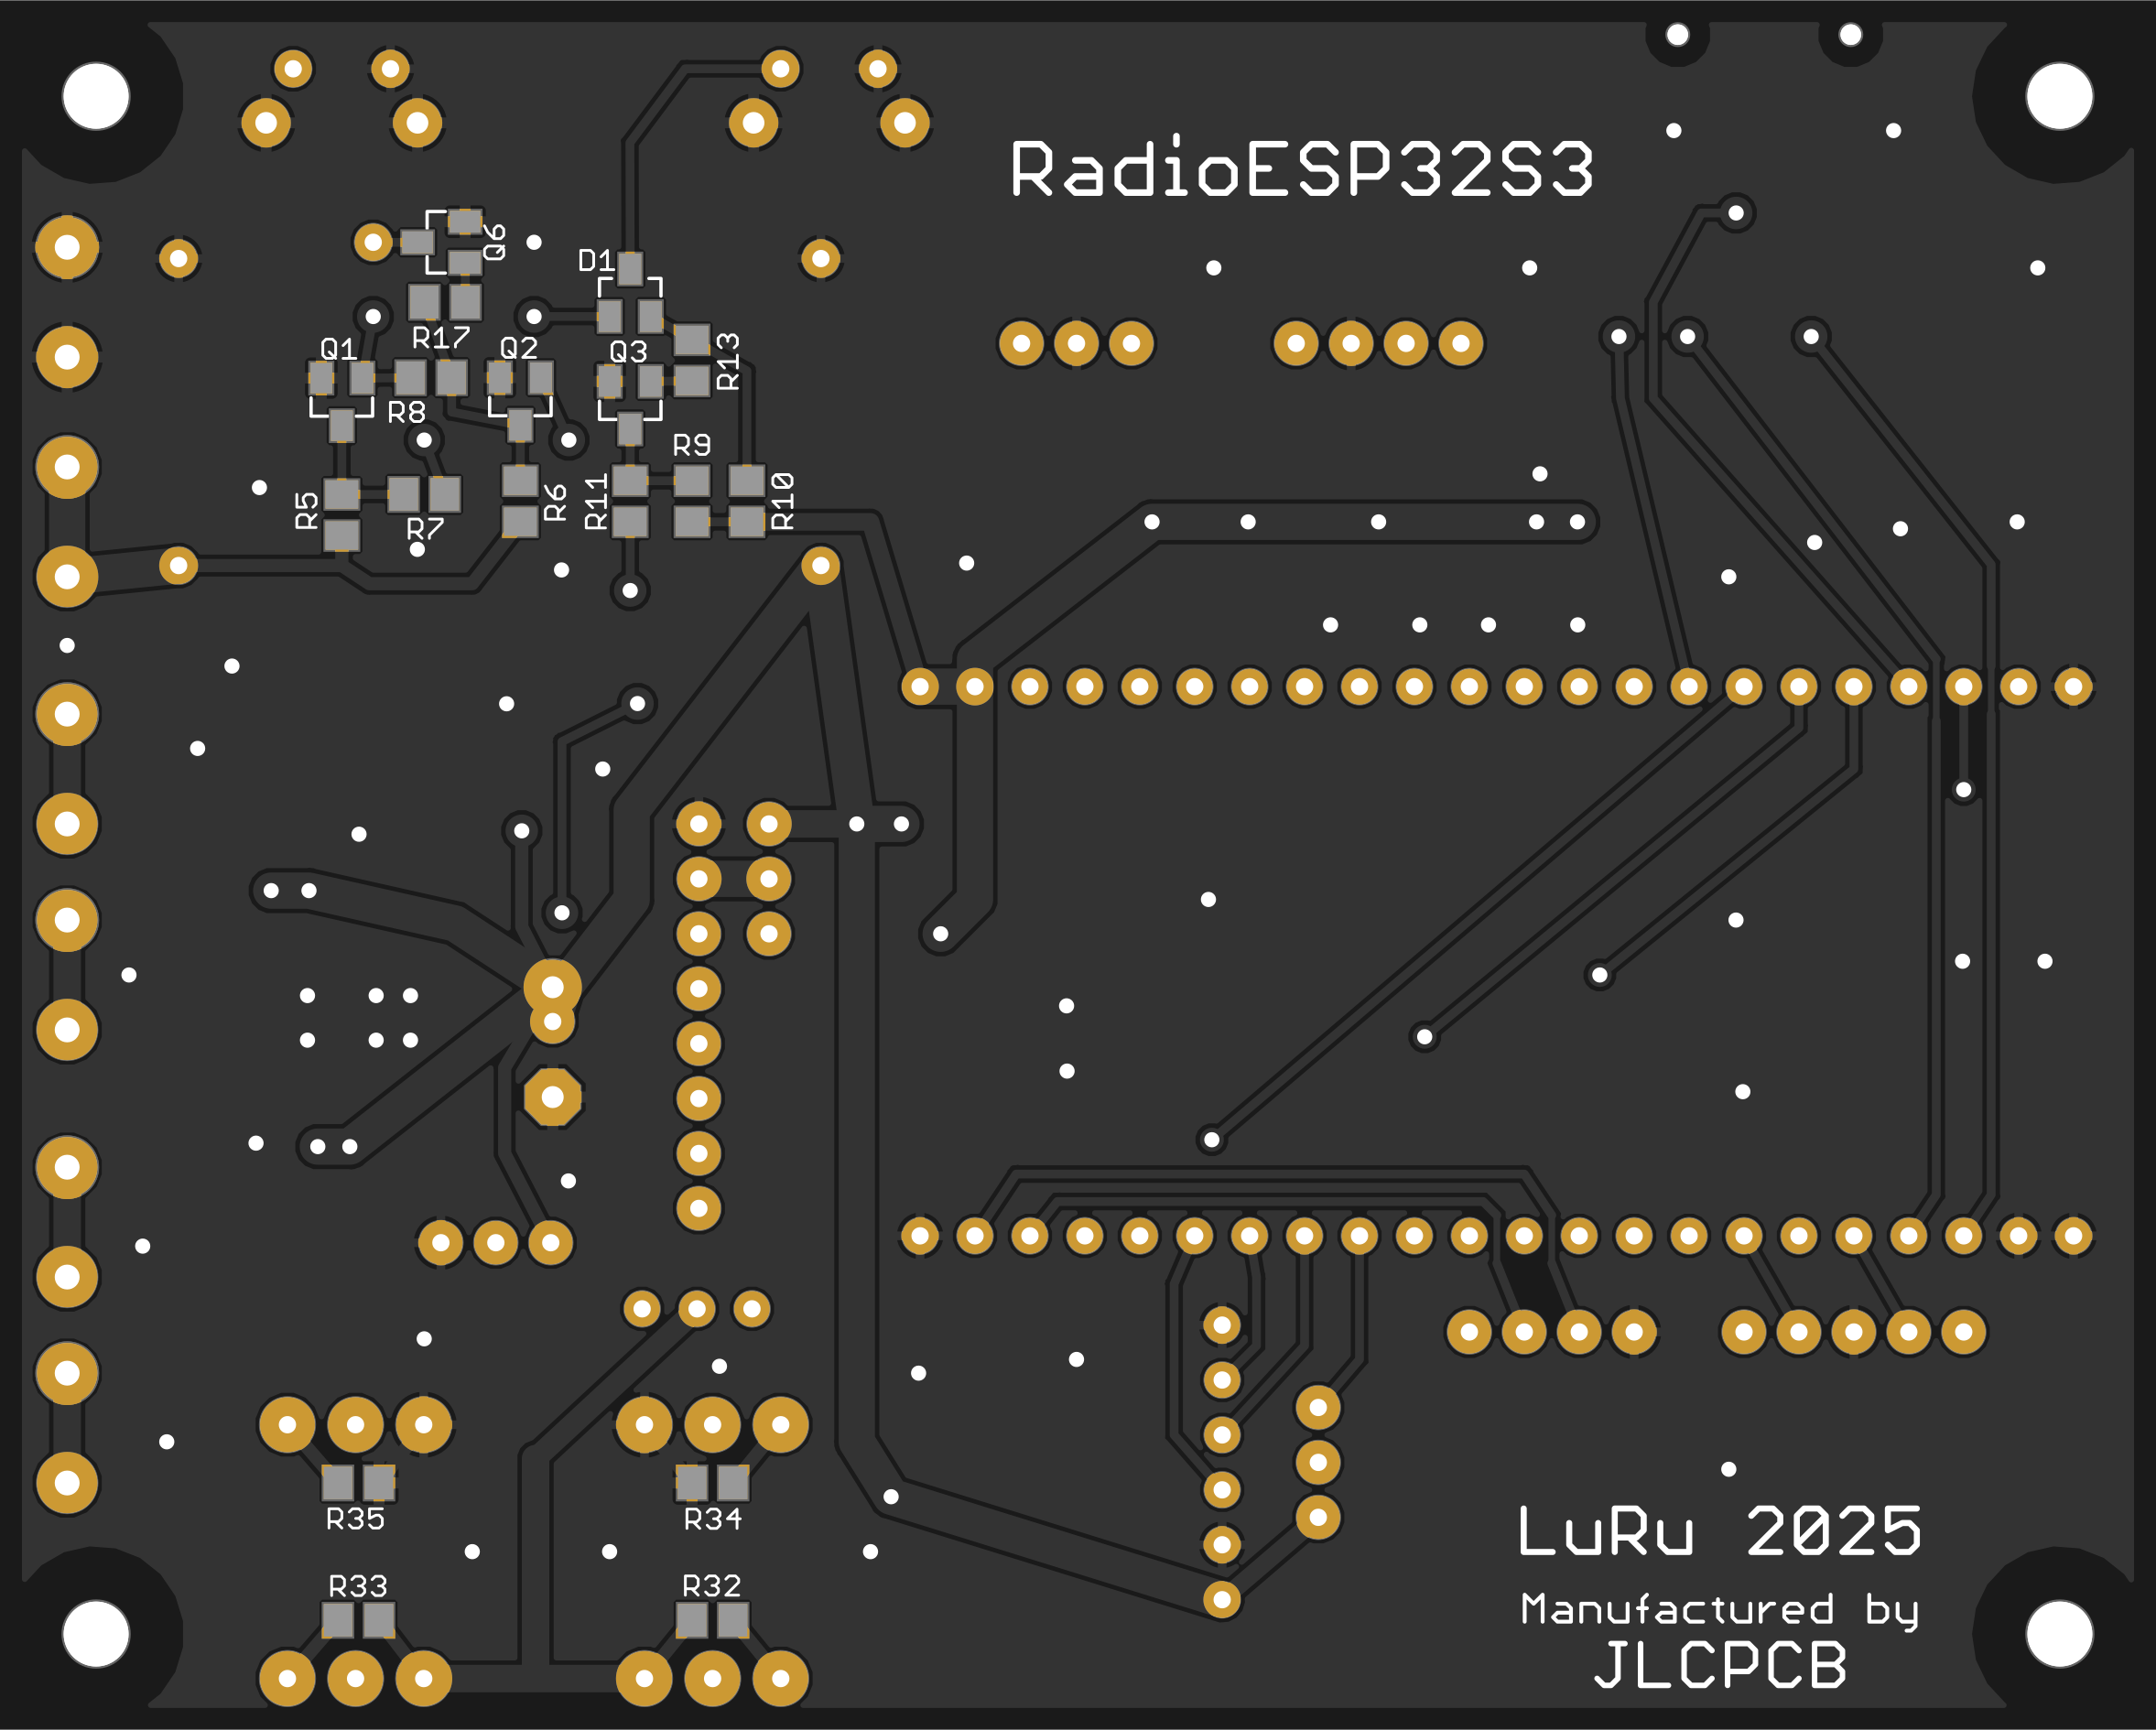 RadioESP32S3
Q9
D1
Q1
R17
Q2
Q3
R13
R8
R9
R5
R7
R6
R11
R10
R35
R34
LuRu 2025
R33
R32
Manufactured by
JLCPCB